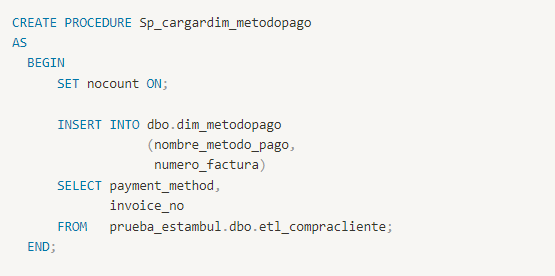 CREATE PROCEDURE Sp_cargardim_metodopago
AS
  BEGIN
      SET nocount ON;

      INSERT INTO dbo.dim_metodopago
                  (nombre_metodo_pago,
                   numero_factura)
      SELECT payment_method,
             invoice_no
      FROM   prueba_estambul.dbo.etl_compracliente;
  END;